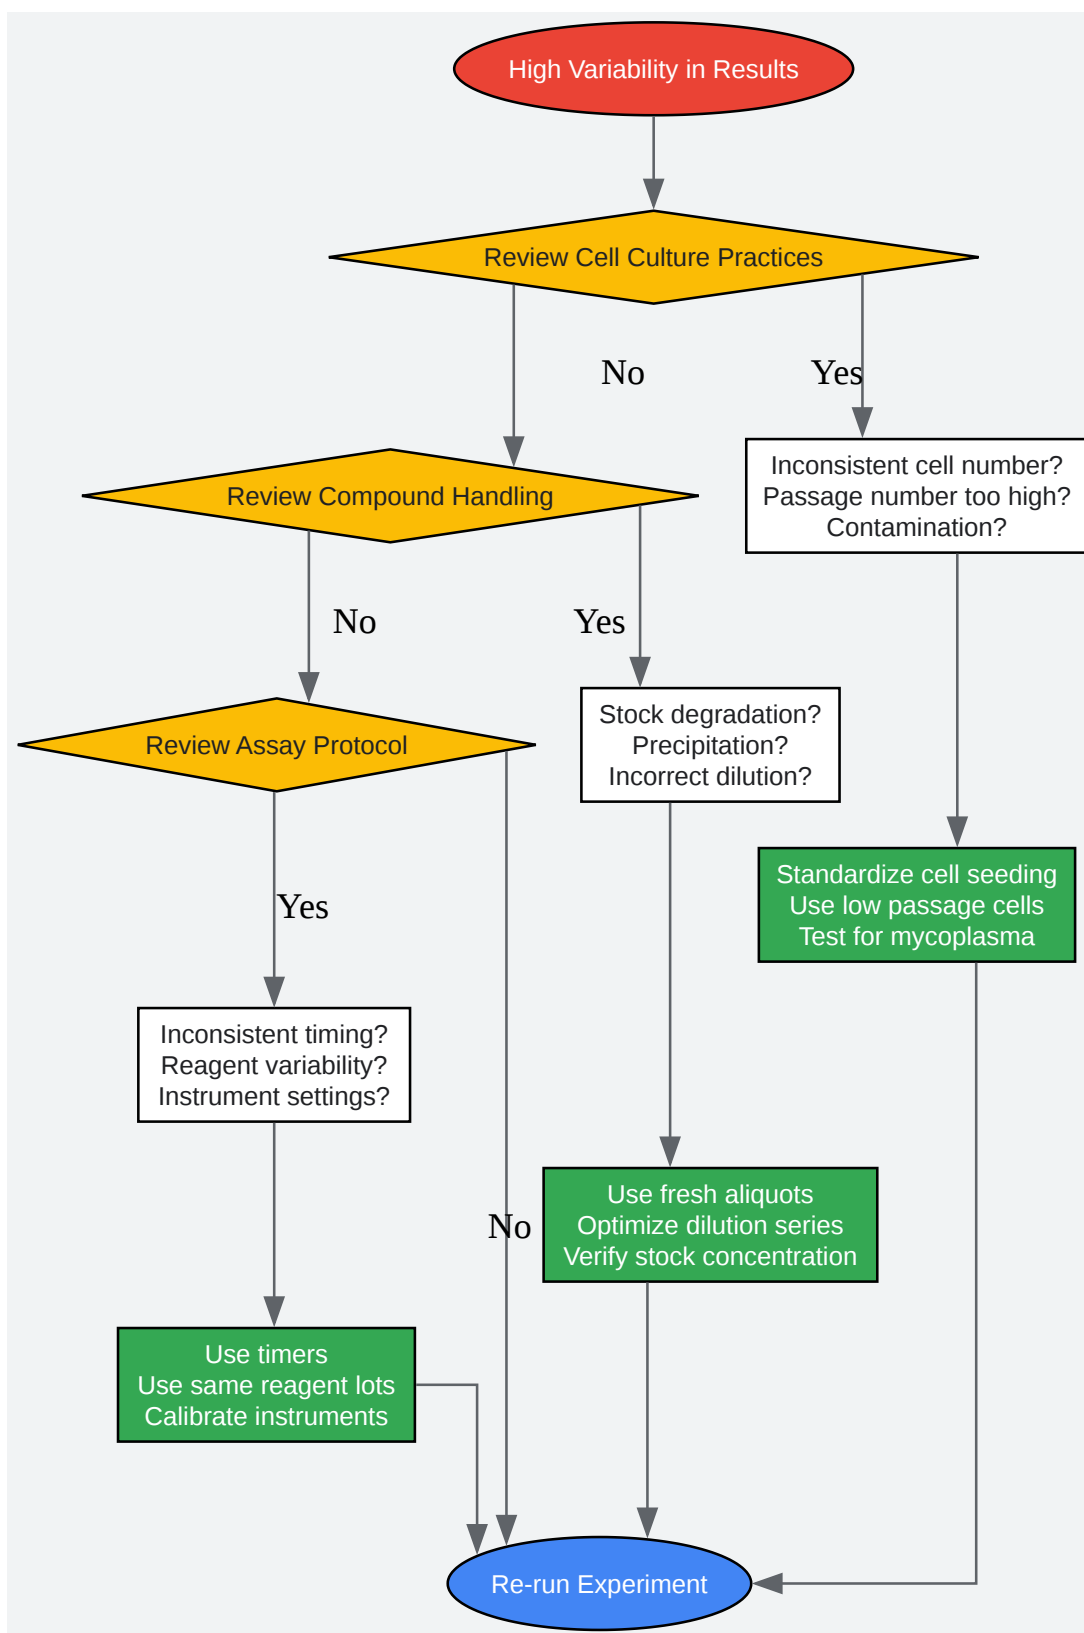 High Variability in Results
Review Cell Culture Practices
No
Yes
Review Compound Handling
Inconsistent cell number?
Passage number too high?
Contamination?
No
Yes
Review Assay Protocol
Stock degradation?
Precipitation?
Incorrect dilution?
Yes
Standardize cell seeding
Use low passage cells
Test for mycoplasma
Inconsistent timing?
Reagent variability?
Instrument settings?
No
Use fresh aliquots
Optimize dilution series
Verify stock concentration
Use timers
Use same reagent lots
Calibrate instruments
Re-run Experiment